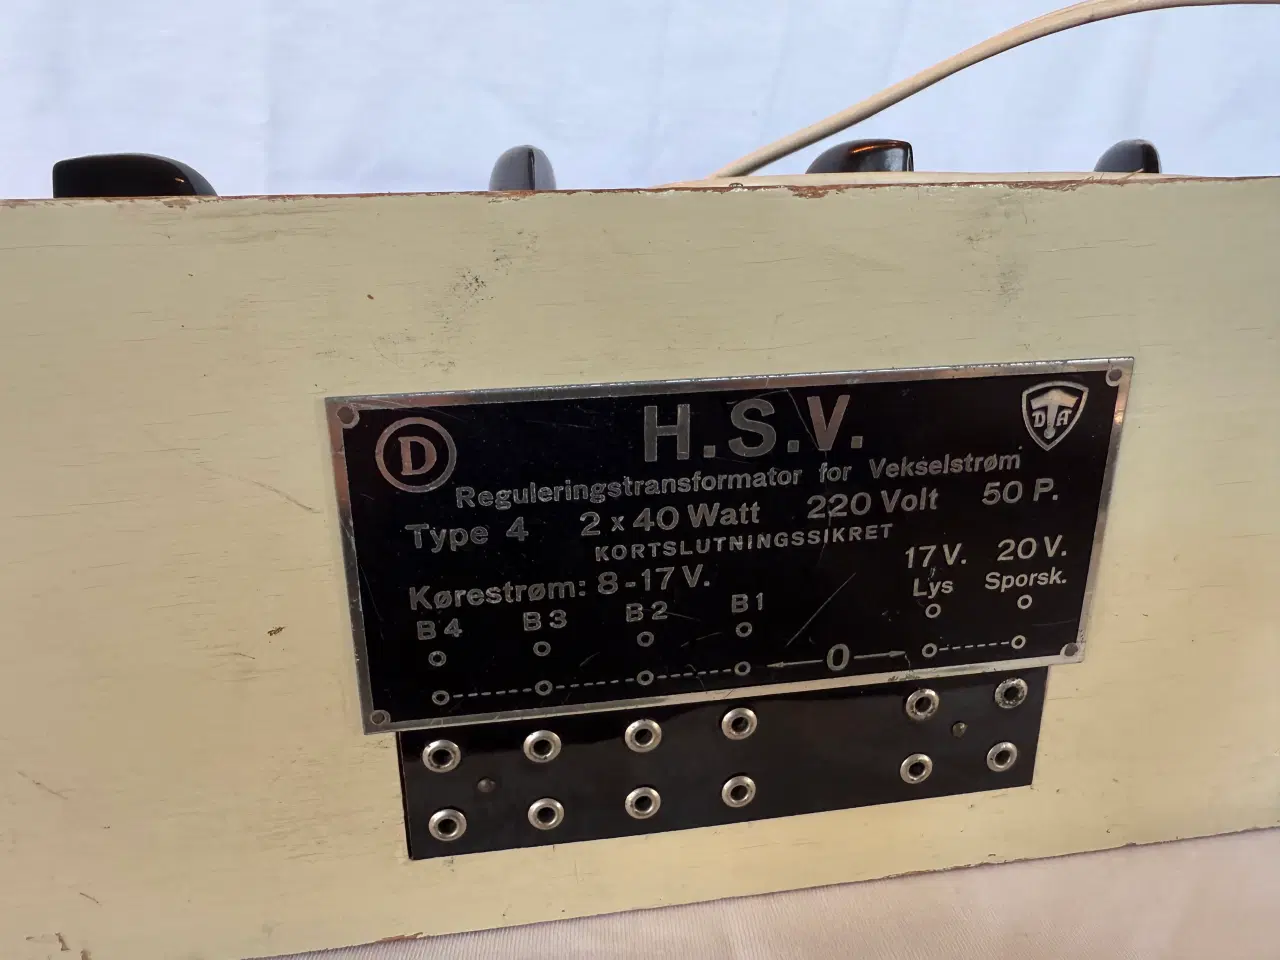 D
H.S.V.
DTA
Reguleringstransformator for Vekselstrøm
Type 4 2 x 40 Watt 220 Volt 50 P.
KORTSLUTNINGSSIKRET
Kørestrøm: 8-17 V.
17 V. 20 V.
Lys Sporsk.
B4 B3 B2 B1
0